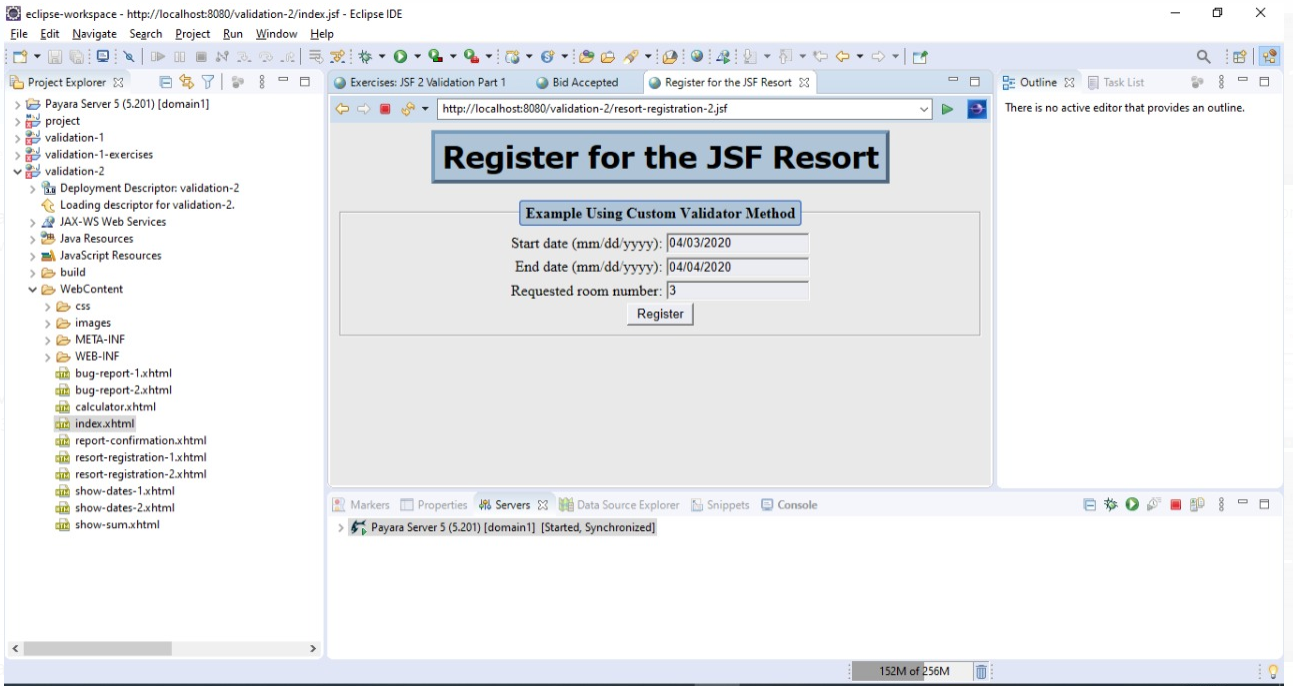 eclipse-workspace - http://localhost:8080/validation-2/index.jsf - Eclipse IDE
File Edit Navigate Search Project Run Window Help
Project Explorer
Payara Server 5 (5.201) [domain1]
project
validation-1
validation-1-exercises
validation-2
Deployment Descriptor: validation-2
Loading descriptor for validation-2.
JAX-WS Web Services
Java Resources
JavaScript Resources
build
WebContent
css
images
META-INF
WEB-INF
bug-report-1.xhtml
bug-report-2.xhtml
calculator.xhtml
index.xhtml
report-confirmation.xhtml
resort-registration-1.xhtml
resort-registration-2.xhtml
show-dates-1.xhtml
show-dates-2.xhtml
show-sum.xhtml
Exercises: JSF 2 Validation Part 1 Bid Accepted Register for the JSF Resort
http://localhost:8080/validation-2/resort-registration-2.jsf
Register for the JSF Resort
Example Using Custom Validator Method
Start date (mm/dd/yyyy): 04/03/2020
End date (mm/dd/yyyy): 04/04/2020
Requested room number: 3
Register
Outline Task List
There is no active editor that provides an outline.
Markers Properties Servers Data Source Explorer Snippets Console
Payara Server 5 (5.201) [domain1] [Started, Synchronized]
152M of 256M